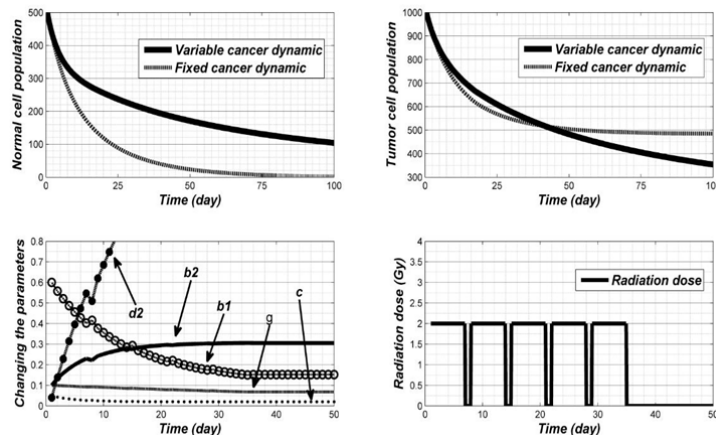 Normal cell population
500
400
300
200
100
0
Variable cancer dynamic
Fixed cancer dynamic
0 25 50 75 100
Time (day)
Tumor cell population
1000
900
800
700
600
500
400
300
Variable cancer dynamic
Fixed cancer dynamic
0 25 50 75 100
Time (day)
Changing the parameters
0.8
0.7
0.6
0.5
0.4
0.3
0.2
0.1
0
d2
b2
b1
g
c
0 10 20 30 40 50
Time (day)
Radiation dose (Gy)
4
3.5
3
2.5
2
1.5
1
0.5
0
Radiation dose
0 10 20 30 40 50
Time (day)